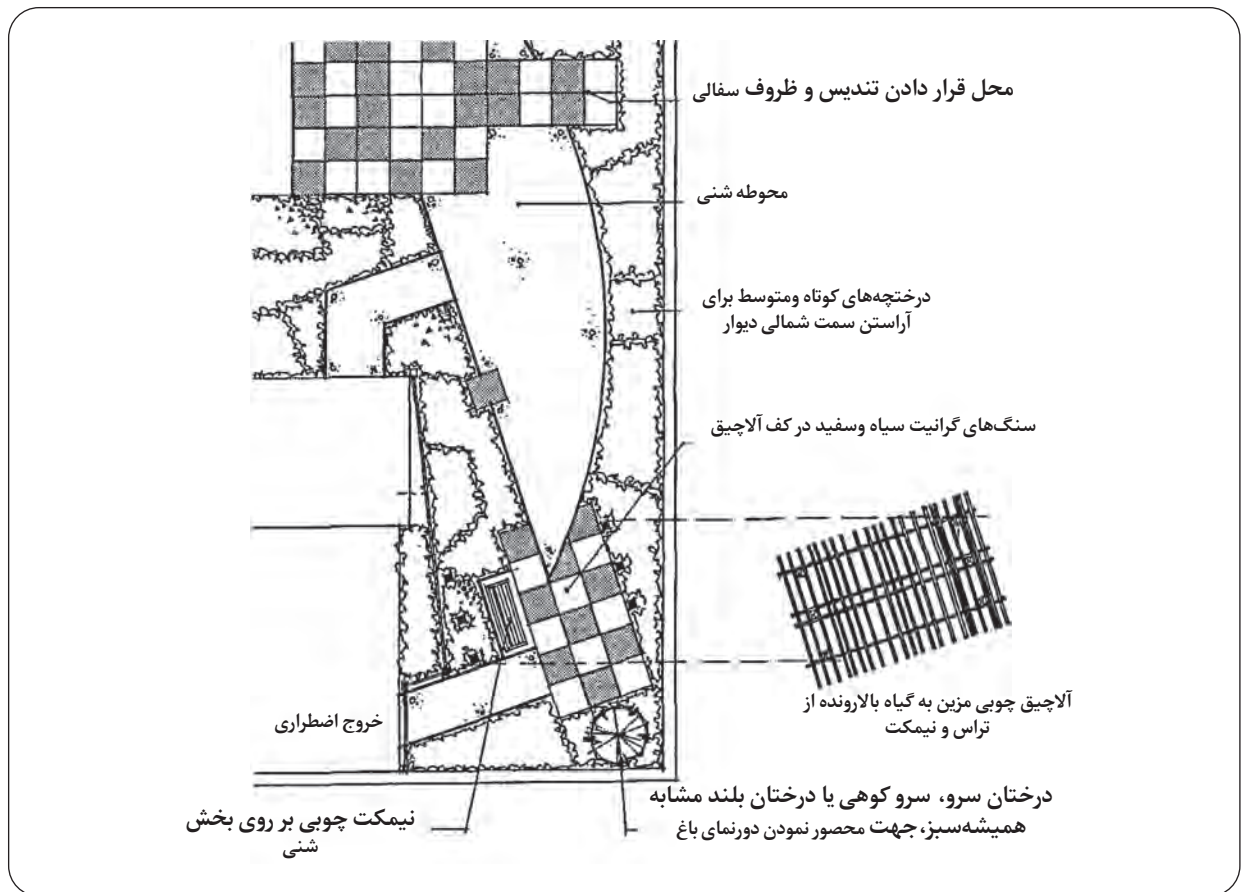 محل قرار دادن تندیس و ظروف سفالی
محوطه شنی
درختچه‌های کوتاه ومتوسط برای
آراستن سمت شمالی دیوار
سنگ‌های گرانیت سیاه وسفید در کف آلاچیق
آلاچیق چوبی مزین به گیاه بالارونده از
تراس و نیمکت
خروج اضطراری
درختان سرو، سرو کوهی یا درختان بلند مشابه
همیشه‌سبز، جهت محصور نمودن دورنمای باغ
نیمکت چوبی بر روی بخش
شنی